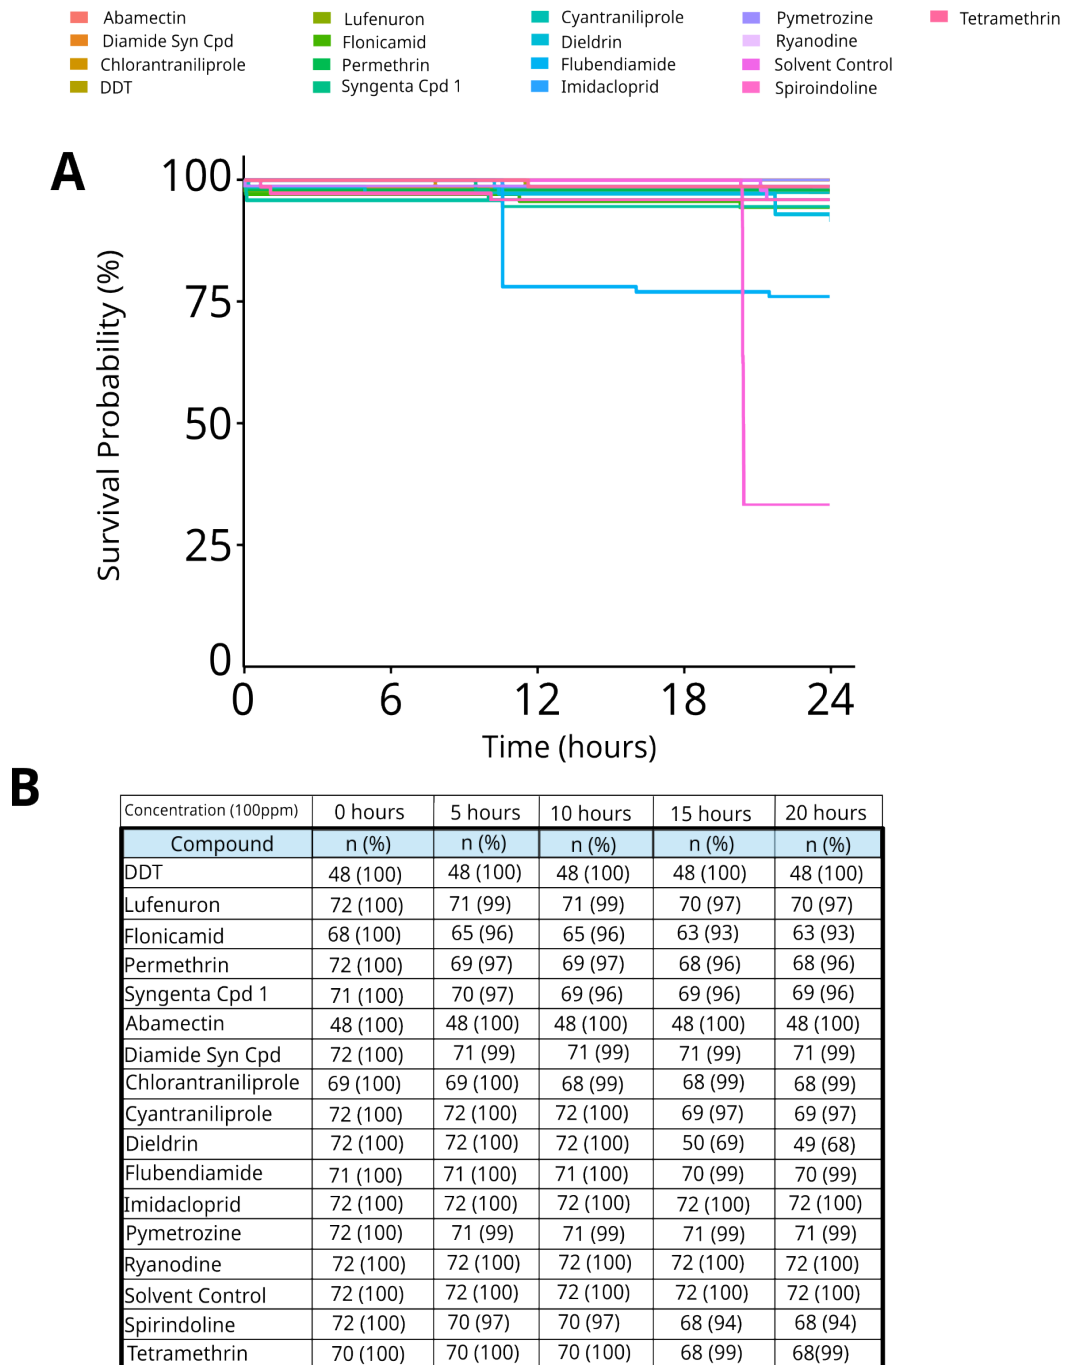 Abamectin Lufenuron Cyantraniliprole Pymetrozine Tetramethrin
Diamide Syn Cpd Flonicamid Dieldrin Ryanodine
Chlorantraniliprole Permethrin Flubendiamide Solvent Control
DDT Syngenta Cpd 1 Imidacloprid Spiroindoline
A
100
75
50
25
0
Survival Probability (%)
0 6 12 18 24
Time (hours)
B
Concentration (100ppm) 0 hours 5 hours 10 hours 15 hours 20 hours
Compound n (%) n (%) n (%) n (%) n (%)
DDT 48 (100) 48 (100) 48 (100) 48 (100) 48 (100)
Lufenuron 72 (100) 71 (99) 71 (99) 70 (97) 70 (97)
Flonicamid 68 (100) 65 (96) 65 (96) 63 (93) 63 (93)
Permethrin 72 (100) 69 (97) 69 (97) 68 (96) 68 (96)
Syngenta Cpd 1 71 (100) 70 (97) 69 (96) 69 (96) 69 (96)
Abamectin 48 (100) 48 (100) 48 (100) 48 (100) 48 (100)
Diamide Syn Cpd 72 (100) 71 (99) 71 (99) 71 (99) 71 (99)
Chlorantraniliprole 69 (100) 69 (100) 68 (99) 68 (99) 68 (99)
Cyantraniliprole 72 (100) 72 (100) 72 (100) 69 (97) 69 (97)
Dieldrin 72 (100) 72 (100) 72 (100) 50 (69) 49 (68)
Flubendiamide 71 (100) 71 (100) 71 (100) 70 (99) 70 (99)
Imidacloprid 72 (100) 72 (100) 72 (100) 72 (100) 72 (100)
Pymetrozine 72 (100) 71 (99) 71 (99) 71 (99) 71 (99)
Ryanodine 72 (100) 72 (100) 72 (100) 72 (100) 72 (100)
Solvent Control 72 (100) 72 (100) 72 (100) 72 (100) 72 (100)
Spirindoline 72 (100) 70 (97) 70 (97) 68 (94) 68 (94)
Tetramethrin 70 (100) 70 (100) 70 (100) 68 (99) 68(99)